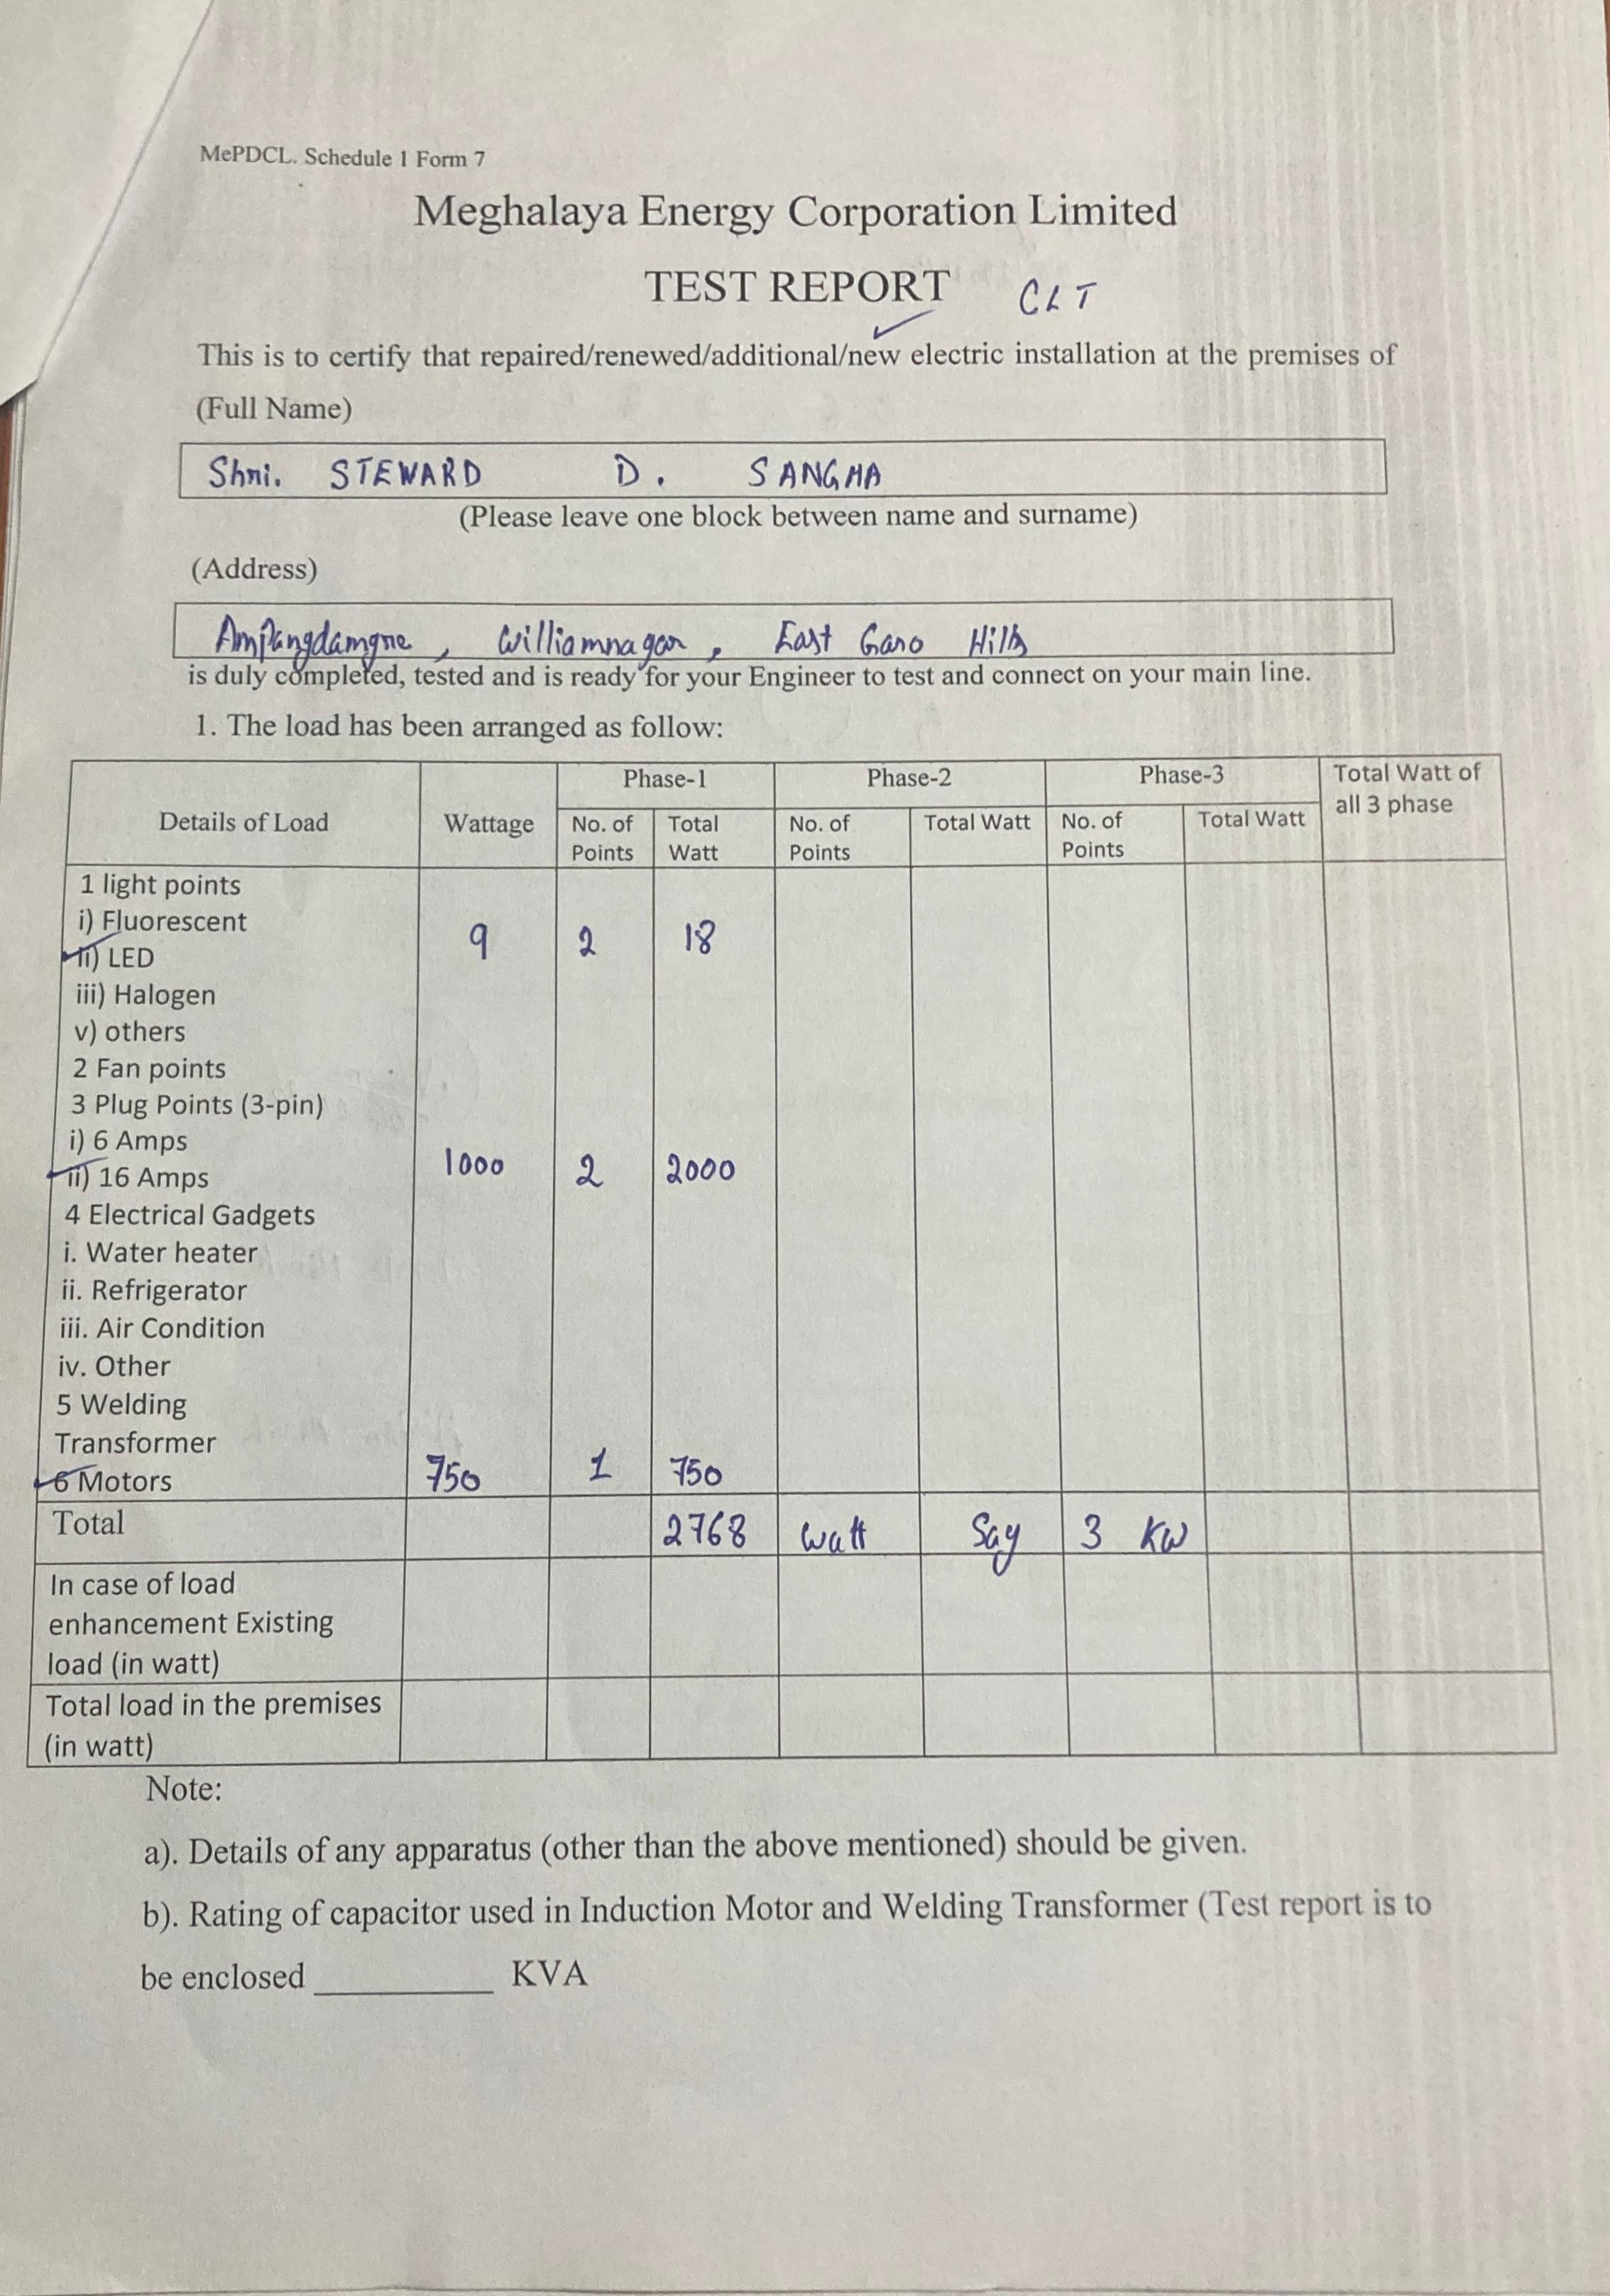 MePDCL. Schedule 1 Form 7
Meghalaya Energy Corporation Limited
TEST REPORT CLT
This is to certify that repaired/renewed/additional/new electric installation at the premises of
(Full Name)
Shri. STEWARD D. SANGMA
(Please leave one block between name and surname)
(Address)
Williamnagar, East Garo Hills
is duly completed, tested and is ready for your Engineer to test and connect on your main line.
1. The load has been arranged as follow:
Details of Load Wattage Phase-1 Phase-2 Phase-3 Total Watt of all 3 phase
No. of Points Total Watt No. of Points Total Watt No. of Points Total Watt
1 light points
i) Fluorescent
ii) LED 9 2 18
iii) Halogen
v) others
2 Fan points
3 Plug Points (3-pin)
i) 6 Amps
ii) 16 Amps 1000 2 2000
4 Electrical Gadgets
i. Water heater
ii. Refrigerator
iii. Air Condition
iv. Other
5 Welding
Transformer
6 Motors 750 1 750
Total 2768 Watt Say 3 KW
In case of load
enhancement Existing
load (in watt)
Total load in the premises
(in watt)
Note:
a). Details of any apparatus (other than the above mentioned) should be given.
b). Rating of capacitor used in Induction Motor and Welding Transformer (Test report is to
be enclosed __________ KVA